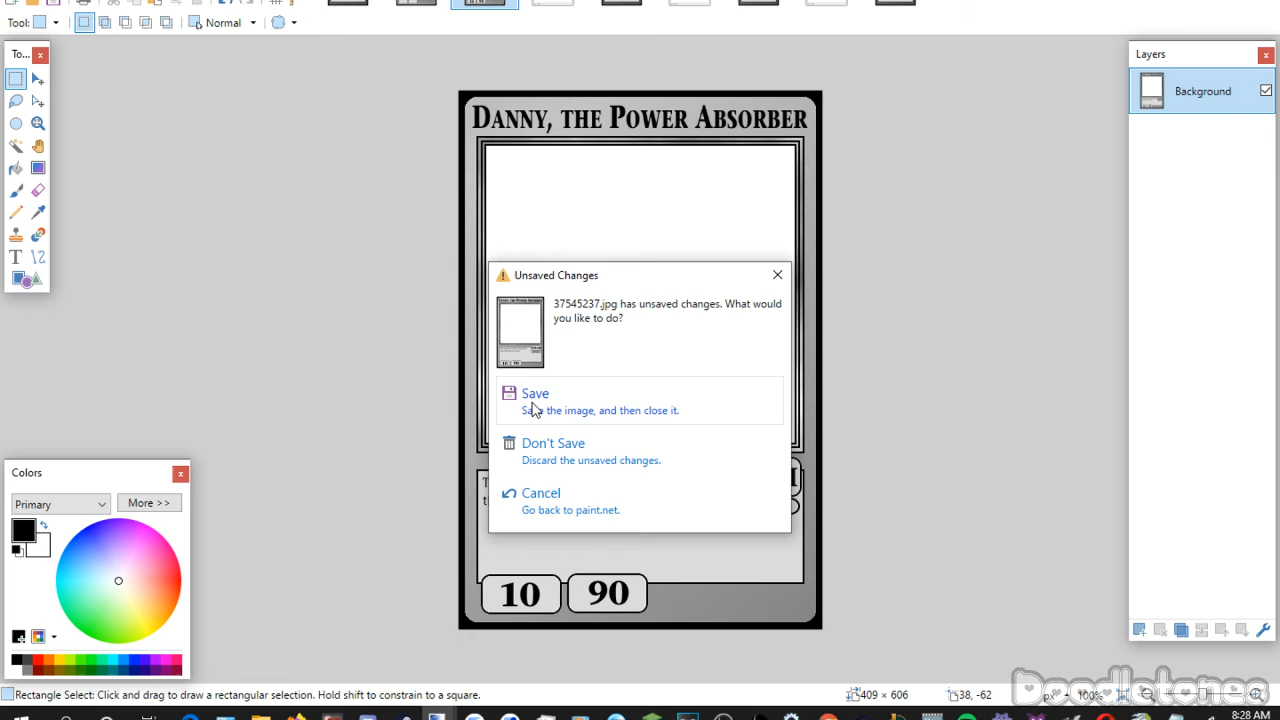 Tool:
Normal
To...
Layers
Background
DANNY, THE POWER ABSORBER
Unsaved Changes
37545237.jpg has unsaved changes. What would
you like to do?
Save
Save the image, and then close it.
Don't Save
Discard the unsaved changes.
Cancel
Go back to paint.net.
10
90
Colors
Primary
More >>
Rectangle Select: Click and drag to draw a rectangular selection. Hold shift to constrain to a square.
409 × 606
38, -62
px
100%
Doodletones
8:28 AM